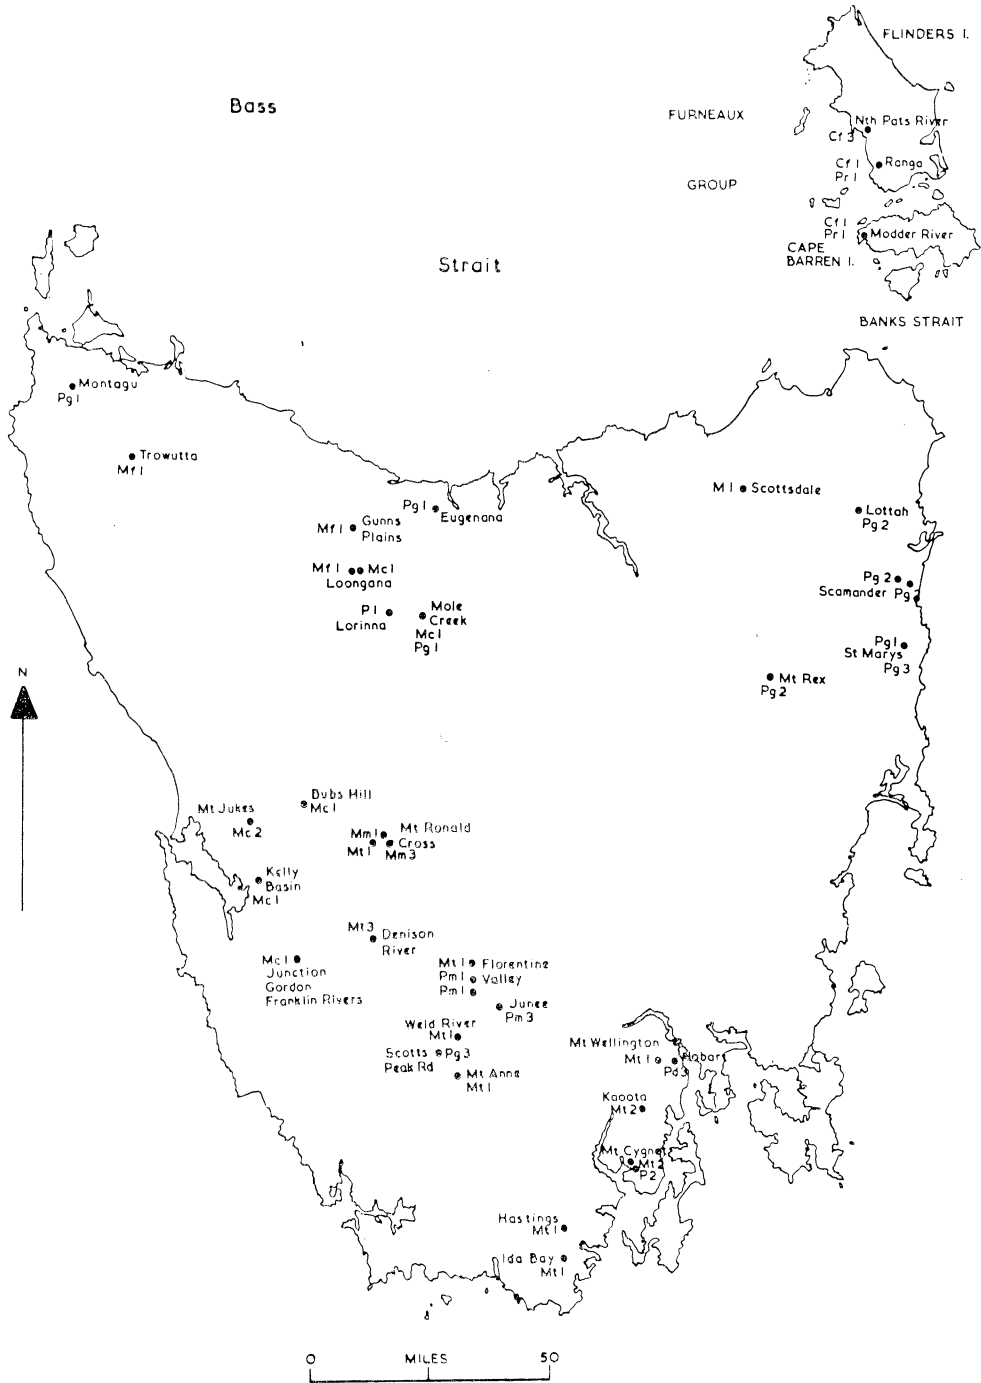 FLINDERS I.
Bass
FURNEAUX
Nth Pats River
Cf 3
Cf 1
Ranga
Pr 1
GROUP
Cf 1
Pr 1
Modder River
CAPE
BARREN I.
Strait
BANKS STRAIT
Montagu
Pg 1
Trowutta
Mf 1
M 1
Scottsdale
Pg 1
Eugenana
Lottah
Pg 2
Mf 1
Gunns
Plains
Mf 1
Mc 1
Loongana
Pg 2
Scamander
Pg 2
P 1
Lorinna
Mole
Creek
Mc 1
Pg 1
Pg 1
St Marys
Pg 3
N
Mt Rex
Pg 2
Bubs Hill
Mc 1
Mt Jukes
Mc 2
Mm 1
Mt Ronald
Mt 1
Cross
Mm 3
Kelly
Basin
Mc 1
Mt 3
Denison
River
Mc 1
Junction
Gordon
Franklin Rivers
Mt 1
Florentine
Pm 1
Valley
Pm 1
Junee
Pm 3
Weld River
Mt 1
Scotts
Pg 3
Peak Rd
Mt Anne
Mt 1
Mt Wellington
Mt 1
Hobart
Pd 3
Kaoota
Mt 2
Mt Cygnet
Mt 2
P 2
Hastings
Mt 1
Ida Bay
Mt 1
0 MILES 50